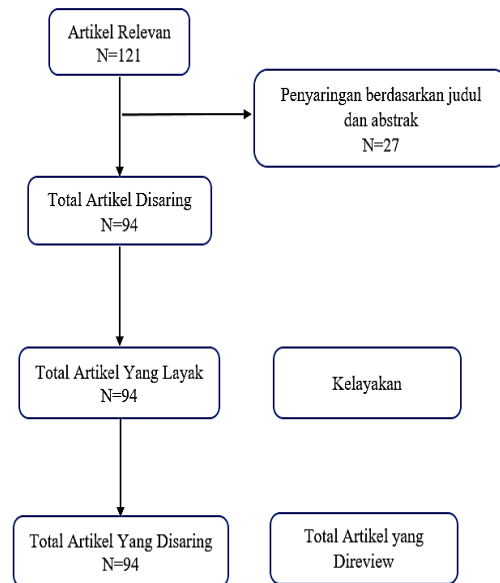 Artikel Relevan
N=121
Penyaringan berdasarkan judul
dan abstrak
N=27
Total Artikel Disaring
N=94
Total Artikel Yang Layak
N=94
Kelayakan
Total Artikel Yang Disaring
N=94
Total Artikel yang
Direview